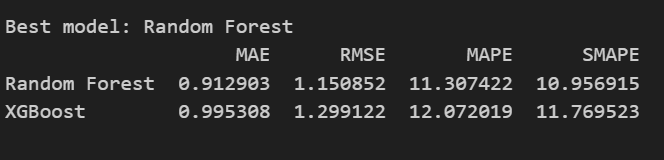 Best model: Random Forest
MAE RMSE MAPE SMAPE
Random Forest 0.912903 1.150852 11.307422 10.956915
XGBoost 0.995308 1.299122 12.072019 11.769523